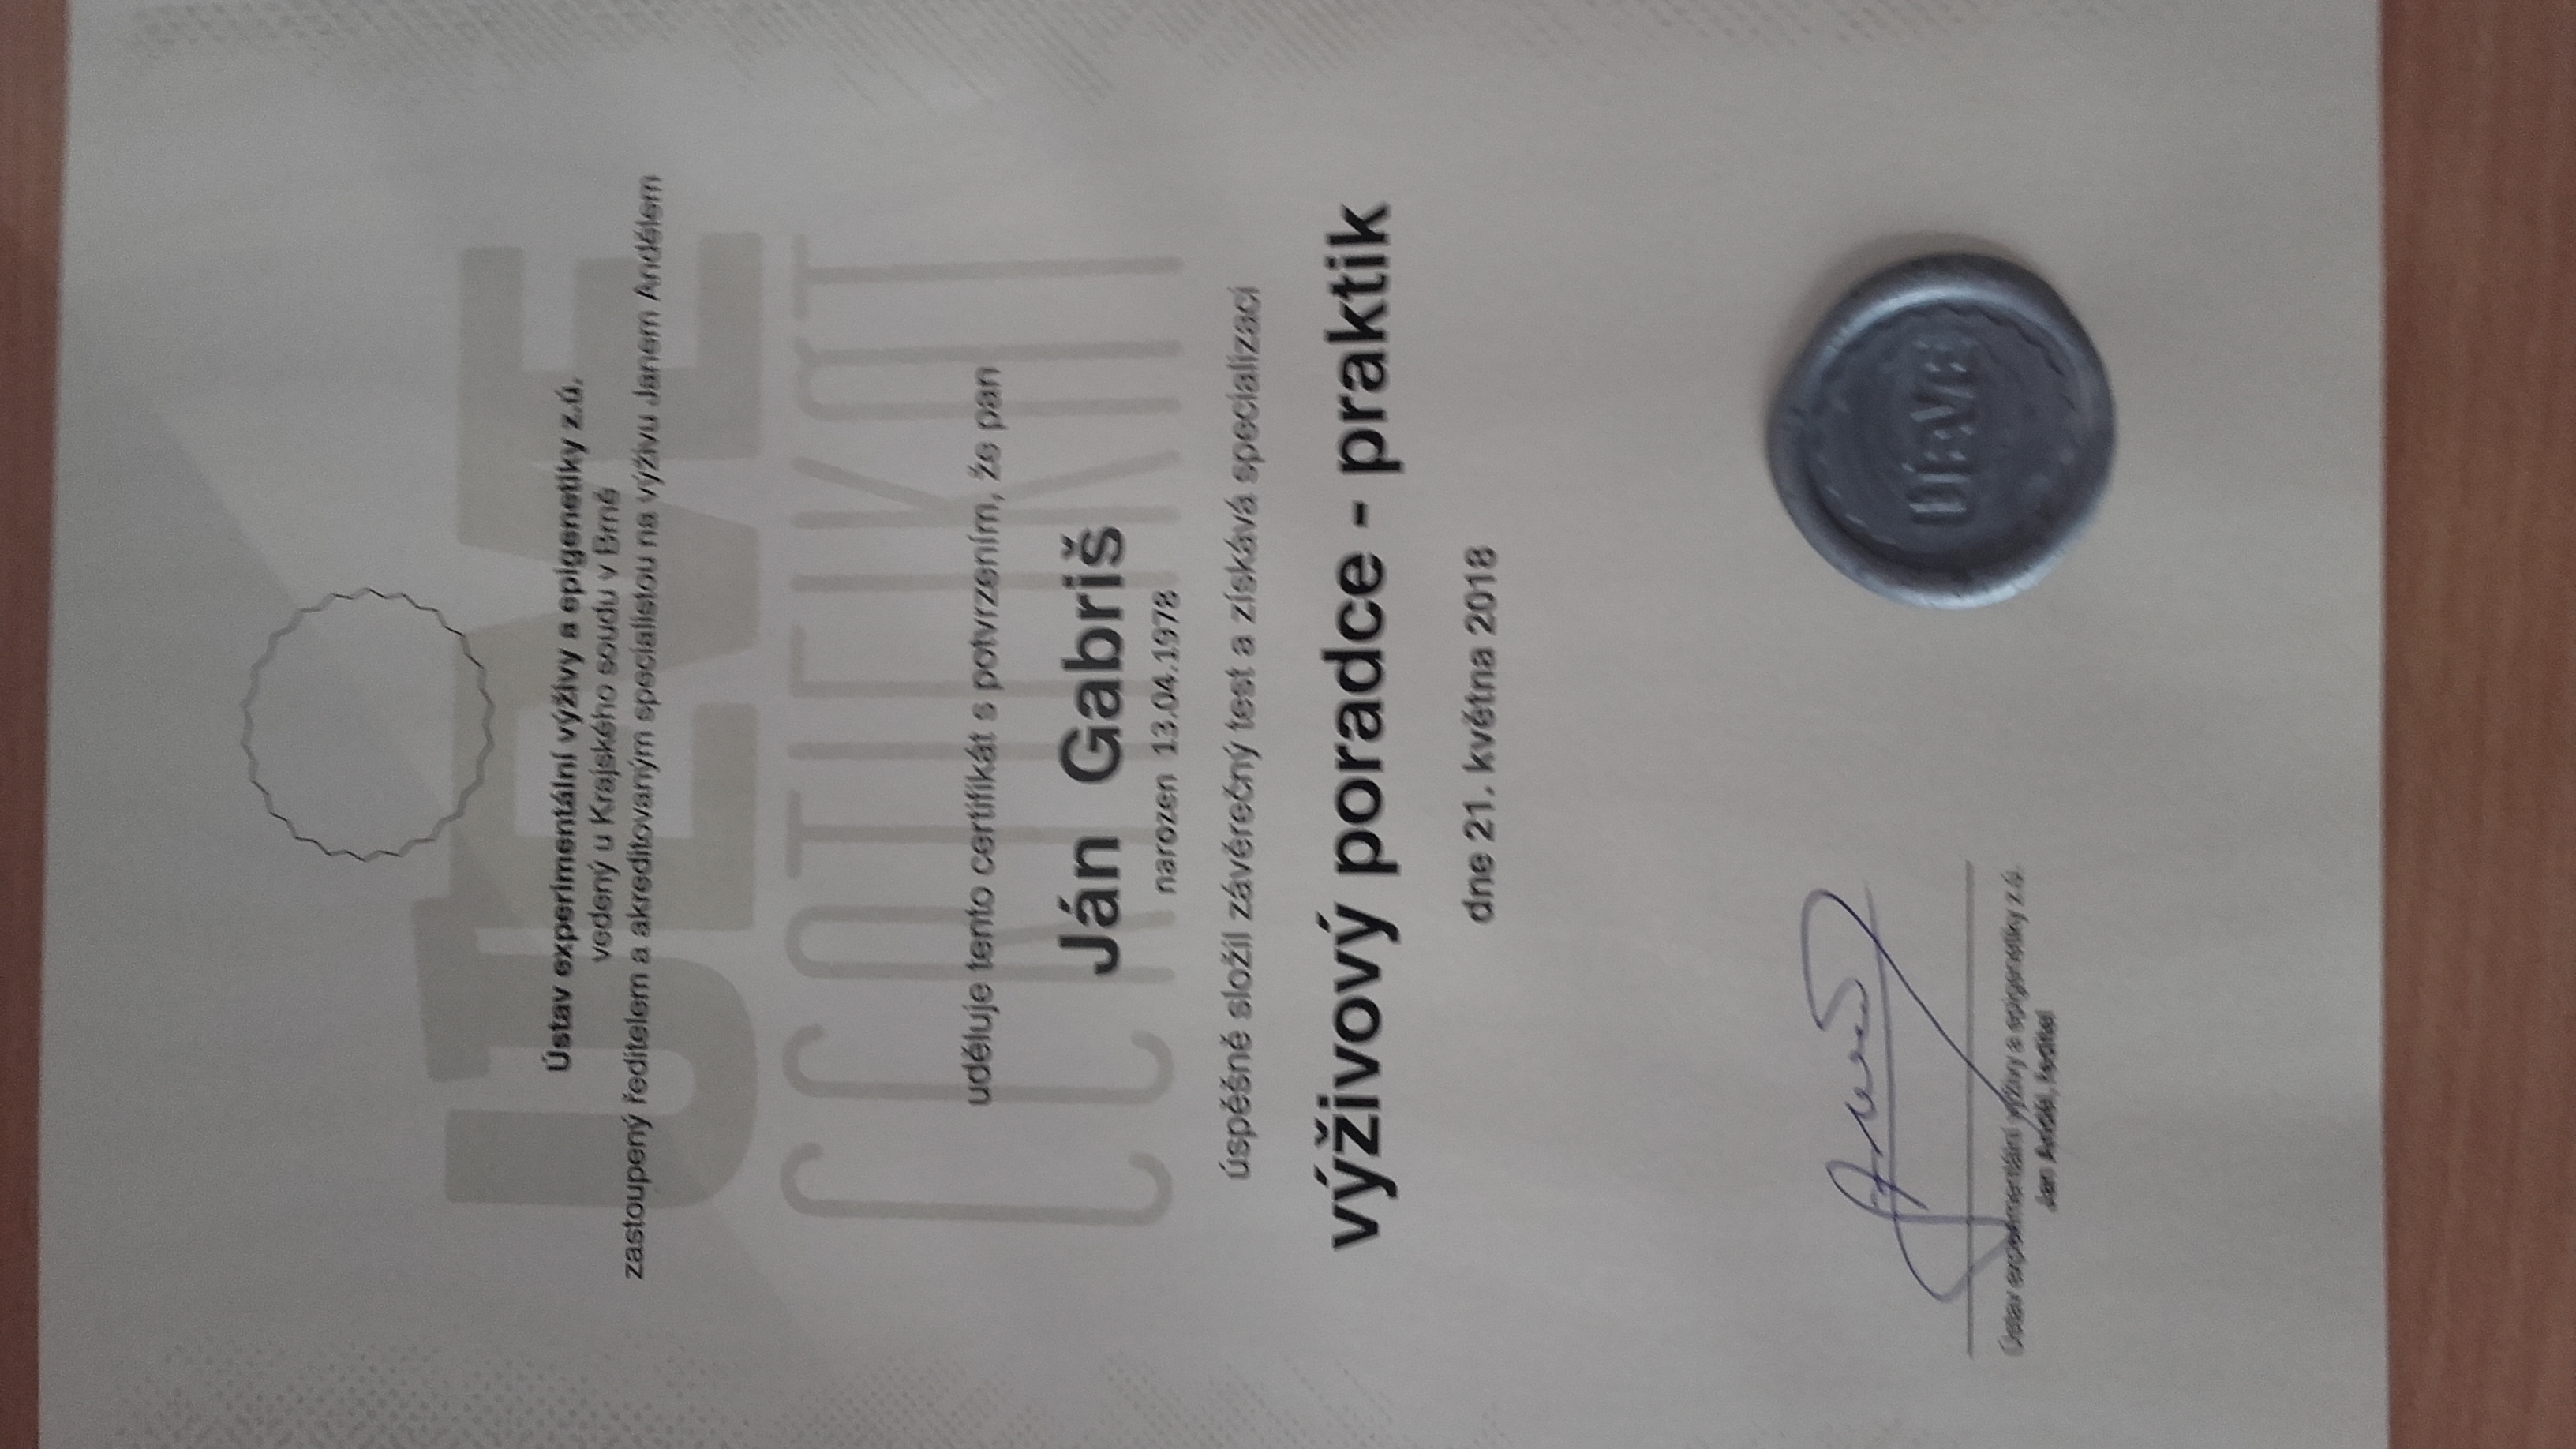 ÚEAVE
CERTIFIKÁT
Ústav experimentální výživy a epigenetiky z.ú.
vedený u Krajského soudu v Brně
zastoupený ředitelem a akreditovaným specialistou na výživu Janem Andělem
uděluje tento certifikát s potvrzením, že pan
Ján Gabriš
narozen 13.04.1978
úspěšně složil závěrečný test a získává specializaci
výživový poradce - praktik
dne 21. května 2018
Ústav experimentální výživy a epigenetiky z.ú.
Jan Anděl, ředitel